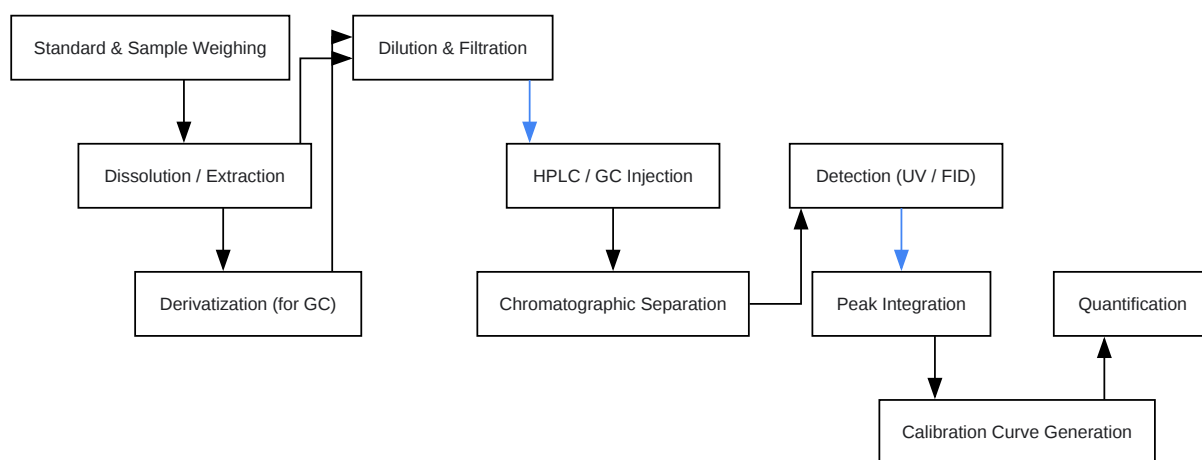 Standard & Sample Weighing
Dilution & Filtration
Dissolution / Extraction
HPLC / GC Injection
Detection (UV / FID)
Derivatization (for GC)
Chromatographic Separation
Peak Integration
Quantification
Calibration Curve Generation